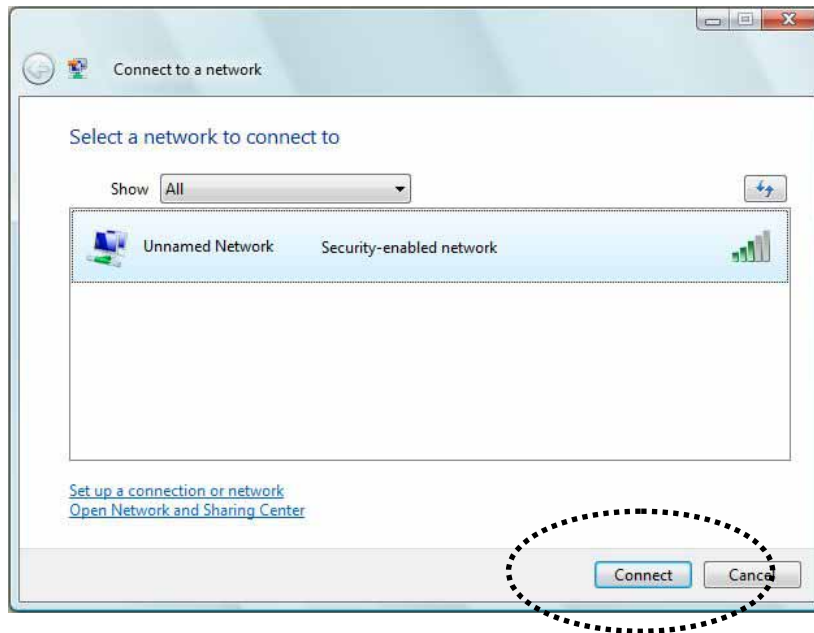 Connect to a network
Select a network to connect to
Show All
Unnamed Network Security-enabled network
Set up a connection or network
Open Network and Sharing Center
Connect Cancel